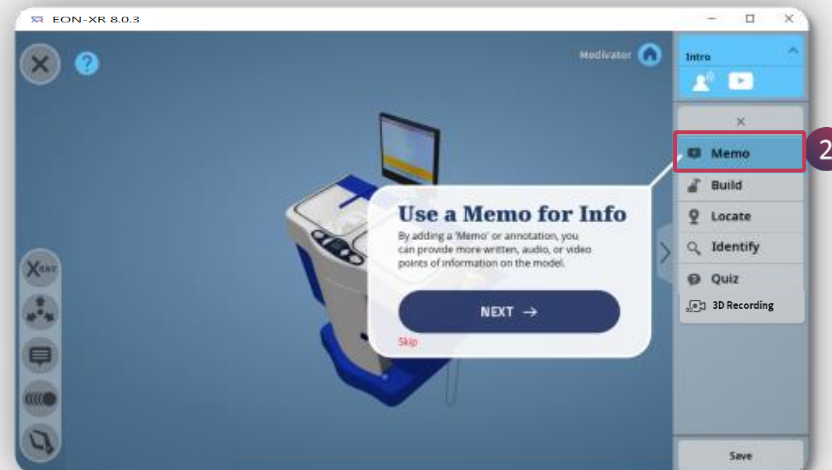 EON-XR 8.0.3
Medivator
Intro
Memo
2
Build
Locate
Identify
Quiz
3D Recording
Use a Memo for Info
By adding a 'Memo' or annotation, you
can provide more written, audio, or video
points of information on the model.
NEXT →
Skip
XRAY
Save